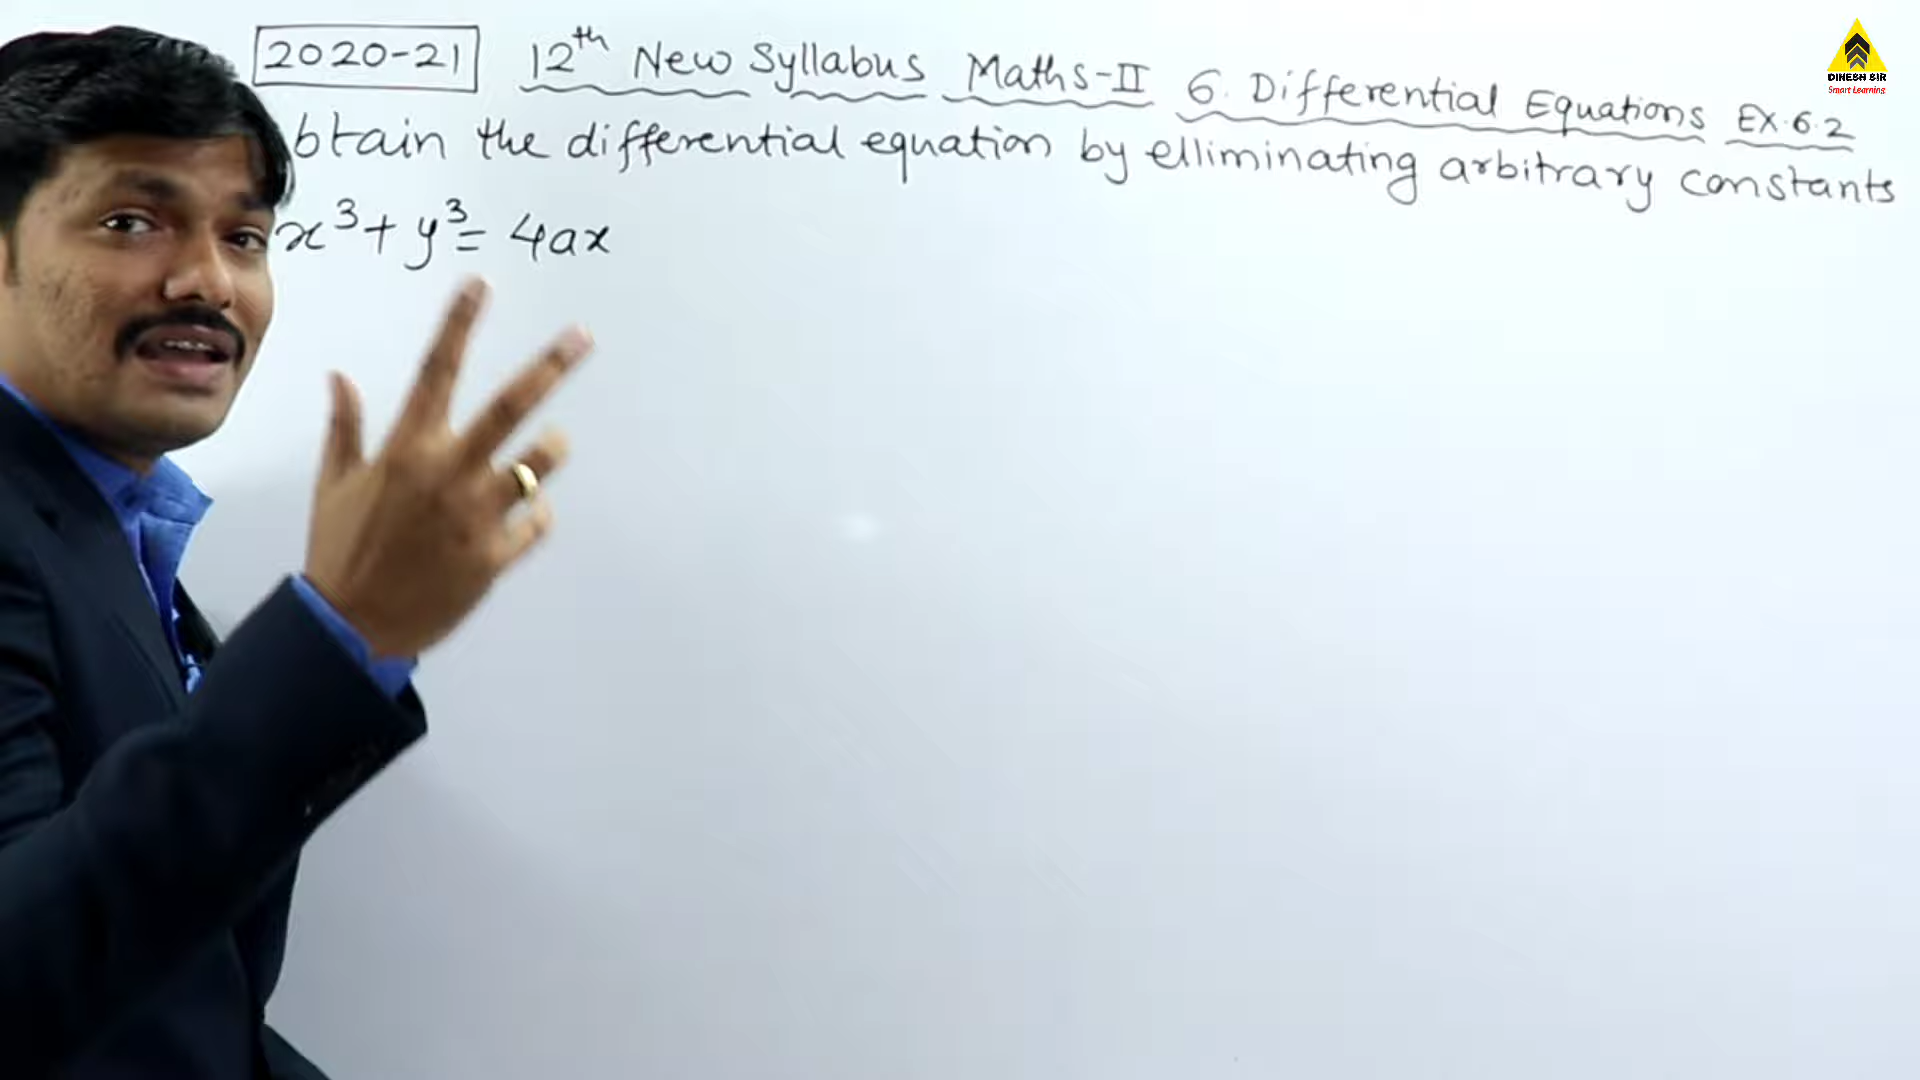 2020-21 12th New Syllabus Maths-II 6. Differential Equations Ex.6.2
btain the differential equation by elliminating arbitrary constants
x³+y³= 4ax
DINESH SIR
Smart Learning